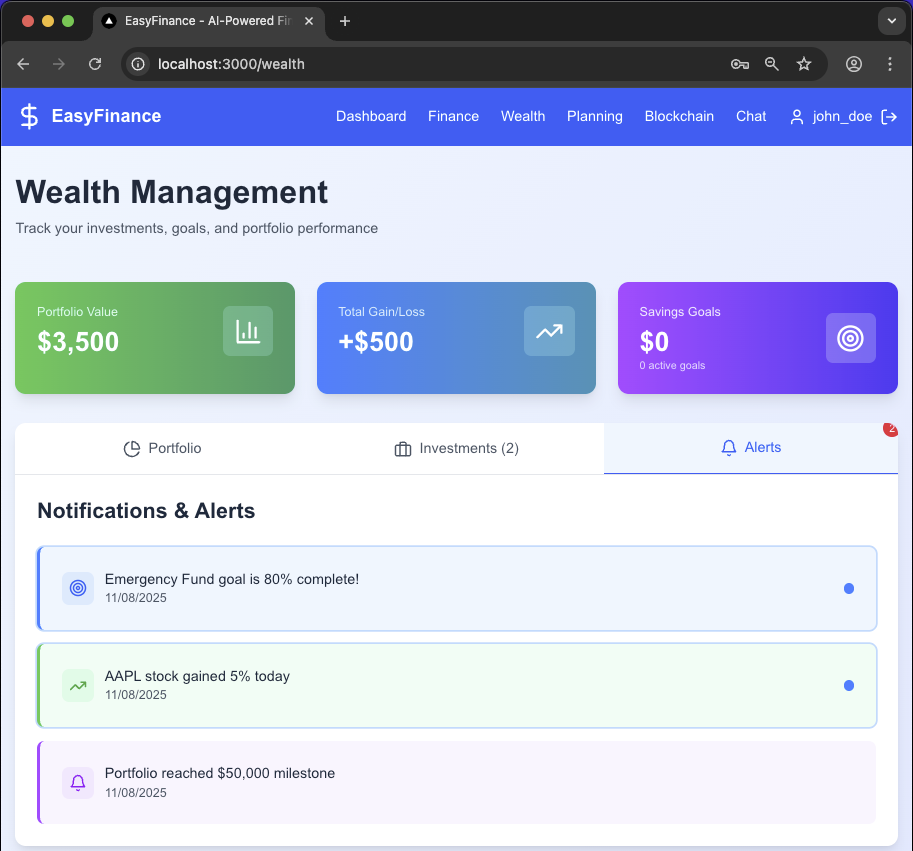 EasyFinance - AI-Powered Fi
localhost:3000/wealth
EasyFinance
Dashboard Finance Wealth Planning Blockchain Chat john_doe
Wealth Management
Track your investments, goals, and portfolio performance
Portfolio Value
$3,500
Total Gain/Loss
+$500
Savings Goals
$0
0 active goals
Portfolio
Investments (2)
Alerts
2
Notifications & Alerts
Emergency Fund goal is 80% complete!
11/08/2025
AAPL stock gained 5% today
11/08/2025
Portfolio reached $50,000 milestone
11/08/2025